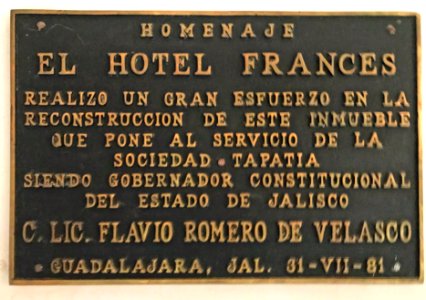 HOMENAJE
EL HOTEL FRANCES
REALIZO UN GRAN ESFUERZO EN LA
RECONSTRUCCION DE ESTE INMUEBLE
QUE PONE AL SERVICIO DE LA
SOCIEDAD TAPATIA
SIENDO GOBERNADOR CONSTITUCIONAL
DEL ESTADO DE JALISCO
C. LIC. FLAVIO ROMERO DE VELASCO
GUADALAJARA, JAL. 31-VII-81